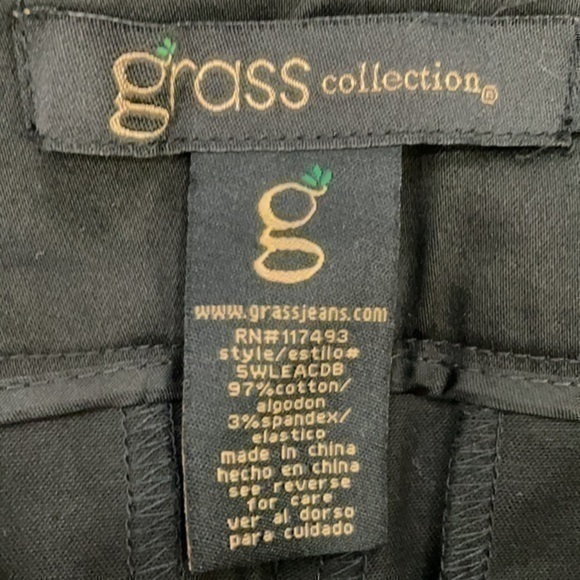 grass collection®
g
www.grassjeans.com
RN#117493
style/estilo#
5WLEACDB
97%cotton/
algodon
3%spandex/
elastico
made in china
hecho en china
see reverse
for care
ver al dorso
para cuidado